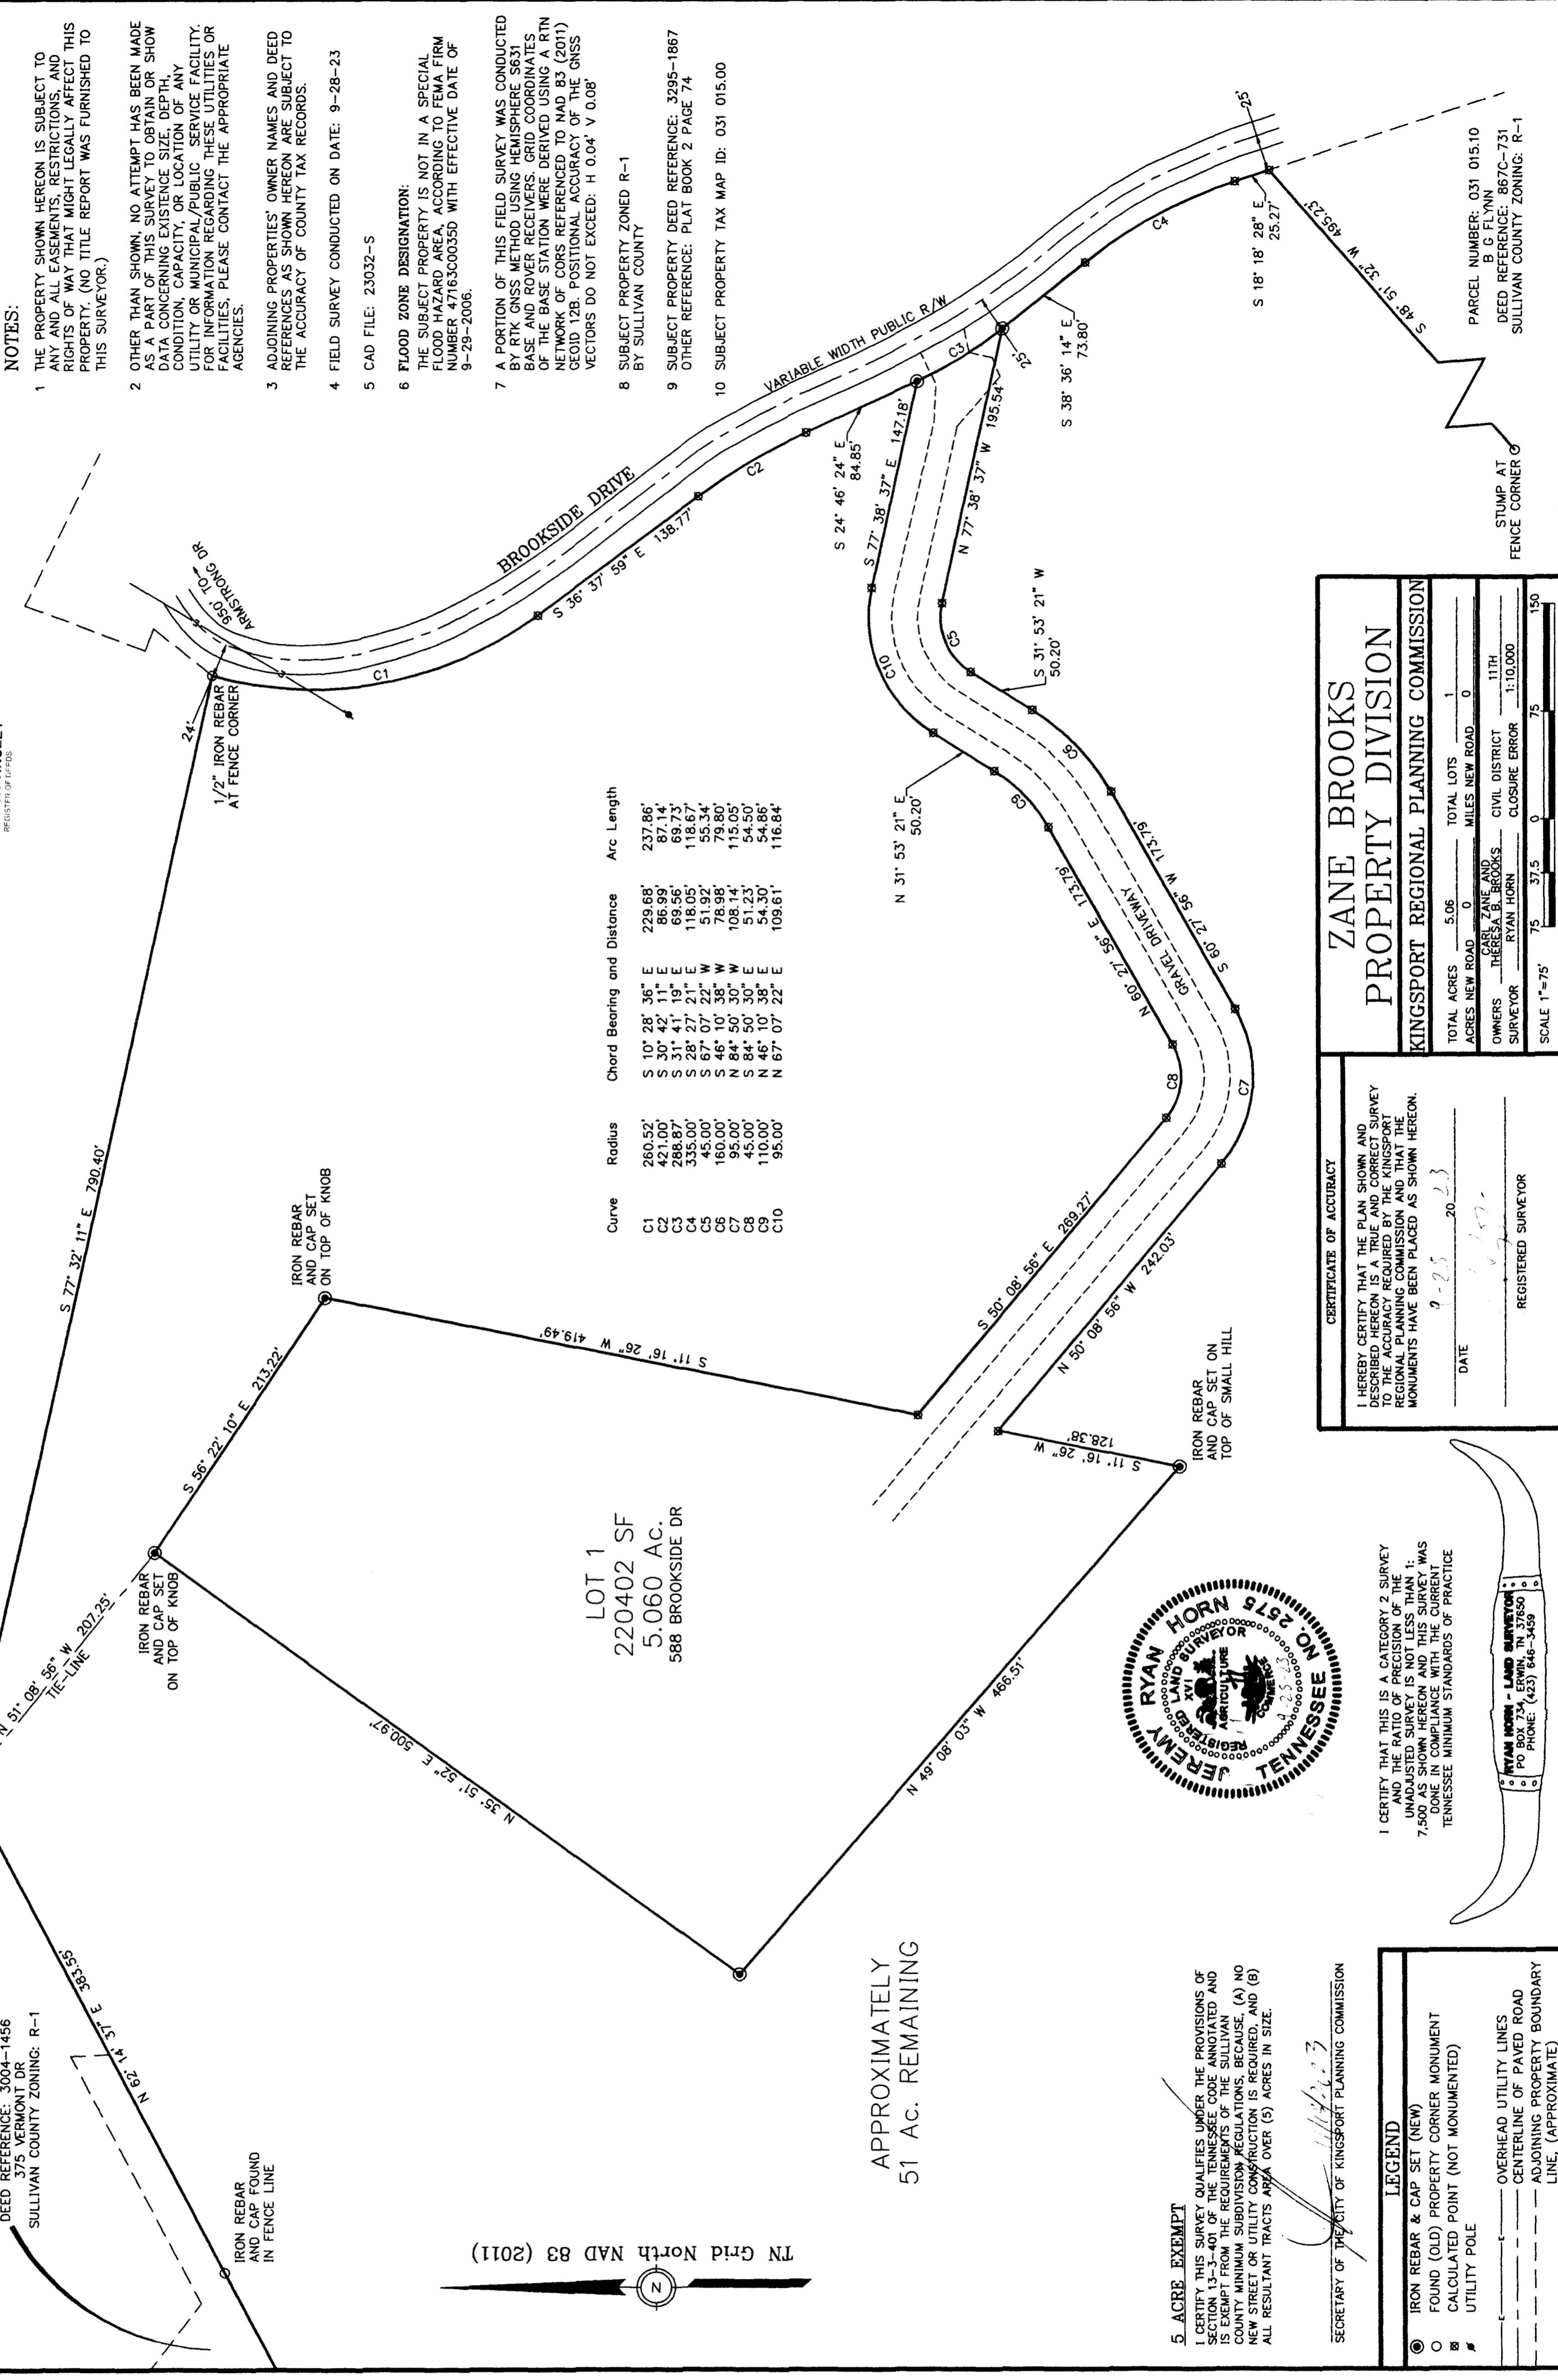 REGISTER OF DEEDS
NOTES:
1 THE PROPERTY SHOWN HEREON IS SUBJECT TO
ANY AND ALL EASEMENTS, RESTRICTIONS, AND
RIGHTS OF WAY THAT MIGHT LEGALLY AFFECT THIS
PROPERTY. (NO TITLE REPORT WAS FURNISHED TO
THIS SURVEYOR.)
2 OTHER THAN SHOWN, NO ATTEMPT HAS BEEN MADE
AS A PART OF THIS SURVEY TO OBTAIN OR SHOW
DATA CONCERNING EXISTENCE SIZE, DEPTH,
CONDITION, CAPACITY, OR LOCATION OF ANY
UTILITY OR MUNICIPAL/PUBLIC SERVICE FACILITY.
FOR INFORMATION REGARDING THESE UTILITIES OR
FACILITIES, PLEASE CONTACT THE APPROPRIATE
AGENCIES.
3 ADJOINING PROPERTIES' OWNER NAMES AND DEED
REFERENCES AS SHOWN HEREON ARE SUBJECT TO
THE ACCURACY OF COUNTY TAX RECORDS.
4 FIELD SURVEY CONDUCTED ON DATE: 9-28-23
5 CAD FILE: 23032-S
6 FLOOD ZONE DESIGNATION:
THE SUBJECT PROPERTY IS NOT IN A SPECIAL
FLOOD HAZARD AREA, ACCORDING TO FEMA FIRM
NUMBER 47163C0035D WITH EFFECTIVE DATE OF
9-29-2006.
7 A PORTION OF THIS FIELD SURVEY WAS CONDUCTED
BY RTK GNSS METHOD USING HEMISPHERE S631
BASE AND ROVER RECEIVERS. GRID COORDINATES
OF THE BASE STATION WERE DERIVED USING A RTN
NETWORK OF CORS REFERENCED TO NAD 83 (2011)
GEOID 12B. POSITIONAL ACCURACY OF THE GNSS
VECTORS DO NOT EXCEED: H 0.04' V 0.08'
8 SUBJECT PROPERTY ZONED R-1
BY SULLIVAN COUNTY
9 SUBJECT PROPERTY DEED REFERENCE: 3295-1867
OTHER REFERENCE: PLAT BOOK 2 PAGE 74
10 SUBJECT PROPERTY TAX MAP ID: 031 015.00
DEED REFERENCE: 3004-1456
375 VERMONT DR
SULLIVAN COUNTY ZONING: R-1
N 62° 14' 37" E 383.55'
IRON REBAR
AND CAP FOUND
IN FENCE LINE
N 51° 08' 56" W 207.25'
TIE-LINE
IRON REBAR
AND CAP SET
ON TOP OF KNOB
S 56° 22' 10" E 213.22'
S 77° 32' 11" E 790.40'
IRON REBAR
AND CAP SET
ON TOP OF KNOB
24'
1/2" IRON REBAR
AT FENCE CORNER
950' TO
ARMSTRONG DR
C1
BROOKSIDE DRIVE
S 36° 37' 59" E 138.77'
C2
VARIABLE WIDTH PUBLIC R/W
S 24° 46' 24" E
84.85'
C3
25'
S 38° 36' 14" E
73.80'
C4
S 18° 18' 28" E
25.27'
25'
S 48° 51' 32" W 495.23'
PARCEL NUMBER: 031 015.10
B G FLYNN
DEED REFERENCE: 867C-731
SULLIVAN COUNTY ZONING: R-1
STUMP AT
FENCE CORNER
S 77° 38' 37" E 147.18'
N 77° 38' 37" W 195.54'
C10
C5
S 31° 53' 21" W
50.20'
N 31° 53' 21" E
50.20'
C9
C6
N 60° 27' 56" E 173.79'
GRAVEL DRIVEWAY
S 60° 27' 56" W 173.79'
C8
C7
S 50° 08' 56" E 269.27'
N 50° 08' 56" W 242.03'
S 11° 16' 26" W 419.49'
S 11° 16' 26" W
128.38'
IRON REBAR
AND CAP SET ON
TOP OF SMALL HILL
N 49° 08' 03" W 466.51'
N 35° 51' 52" E 500.97'
LOT 1
220402 SF
5.060 Ac.
588 BROOKSIDE DR
Curve Radius Chord Bearing and Distance Arc Length
C1 260.52' S 10° 28' 36" E 229.68' 237.86'
C2 421.00' S 30° 42' 11" E 86.99' 87.14'
C3 288.87' S 31° 41' 19" E 69.56' 69.73'
C4 335.00' S 28° 27' 21" E 118.05' 118.67'
C5 45.00' S 67° 07' 22" W 51.92' 55.34'
C6 160.00' S 46° 10' 38" W 78.98' 79.80'
C7 95.00' N 84° 50' 30" W 108.14' 115.05'
C8 45.00' S 84° 50' 30" E 51.23' 54.50'
C9 110.00' N 46° 10' 38" E 54.30' 54.86'
C10 95.00' N 67° 07' 22" E 109.61' 116.84'
APPROXIMATELY
51 Ac. REMAINING
TN Grid North NAD 83 (2011)
N
5 ACRE EXEMPT
I CERTIFY THIS SURVEY QUALIFIES UNDER THE PROVISIONS OF
SECTION 13-3-401 OF THE TENNESSEE CODE ANNOTATED AND
IS EXEMPT FROM THE REQUIREMENTS OF THE SULLIVAN
COUNTY MINIMUM SUBDIVISION REGULATIONS, BECAUSE, (A) NO
NEW STREET OR UTILITY CONSTRUCTION IS REQUIRED, AND (B)
ALL RESULTANT TRACTS AREA OVER (5) ACRES IN SIZE.
SECRETARY OF THE CITY OF KINGSPORT PLANNING COMMISSION
LEGEND
IRON REBAR & CAP SET (NEW)
FOUND (OLD) PROPERTY CORNER MONUMENT
CALCULATED POINT (NOT MONUMENTED)
UTILITY POLE
E E OVERHEAD UTILITY LINES
CENTERLINE OF PAVED ROAD
ADJOINING PROPERTY BOUNDARY
LINE, (APPROXIMATE)
JEREMY RYAN HORN
REGISTERED LAND SURVEYOR
XVI
AGRICULTURE
COMMERCE
9-25-23
TENNESSEE NO. 2575
I CERTIFY THAT THIS IS A CATEGORY 2 SURVEY
AND THE RATIO OF PRECISION OF THE
UNADJUSTED SURVEY IS NOT LESS THAN 1:
7,500 AS SHOWN HEREON AND THIS SURVEY WAS
DONE IN COMPLIANCE WITH THE CURRENT
TENNESSEE MINIMUM STANDARDS OF PRACTICE
RYAN HORN - LAND SURVEYOR
PO BOX 734, ERWIN, TN 37650
PHONE: (423) 646-3459
CERTIFICATE OF ACCURACY
I HEREBY CERTIFY THAT THE PLAN SHOWN AND
DESCRIBED HEREON IS A TRUE AND CORRECT SURVEY
TO THE ACCURACY REQUIRED BY THE KINGSPORT
REGIONAL PLANNING COMMISSION AND THAT THE
MONUMENTS HAVE BEEN PLACED AS SHOWN HEREON.
9-25 20 23
DATE
REGISTERED SURVEYOR
ZANE BROOKS
PROPERTY DIVISION
KINGSPORT REGIONAL PLANNING COMMISSION
TOTAL ACRES 5.06 TOTAL LOTS 1
ACRES NEW ROAD 0 MILES NEW ROAD 0
OWNERS CARL ZANE AND THERESA B. BROOKS CIVIL DISTRICT 11TH
SURVEYOR RYAN HORN CLOSURE ERROR 1:10,000
SCALE 1"=75' 75 37.5 0 75 150